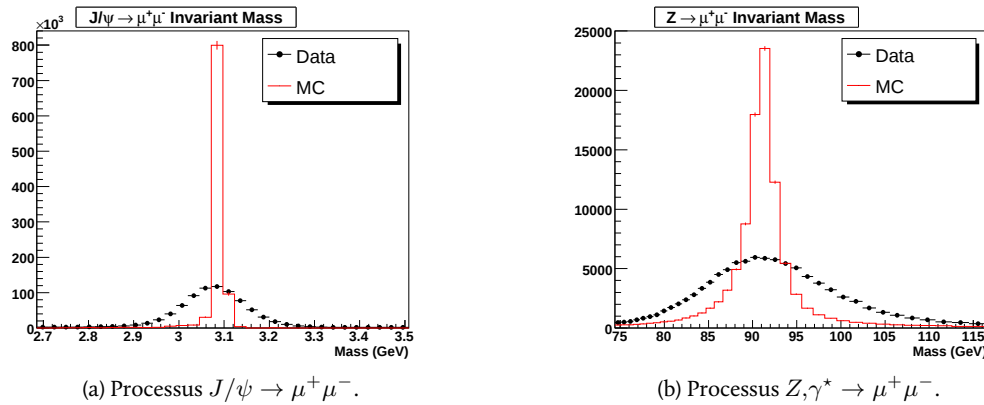 J/ψ → μ⁺μ⁻ Invariant Mass
×10³
Data
MC
800
700
600
500
400
300
200
100
0
2.7 2.8 2.9 3 3.1 3.2 3.3 3.4 3.5
Mass (GeV)
(a) Processus J/ψ → μ⁺μ⁻.
Z → μ⁺μ⁻ Invariant Mass
Data
MC
25000
20000
15000
10000
5000
0
75 80 85 90 95 100 105 110 115
Mass (GeV)
(b) Processus Z,γ* → μ⁺μ⁻.